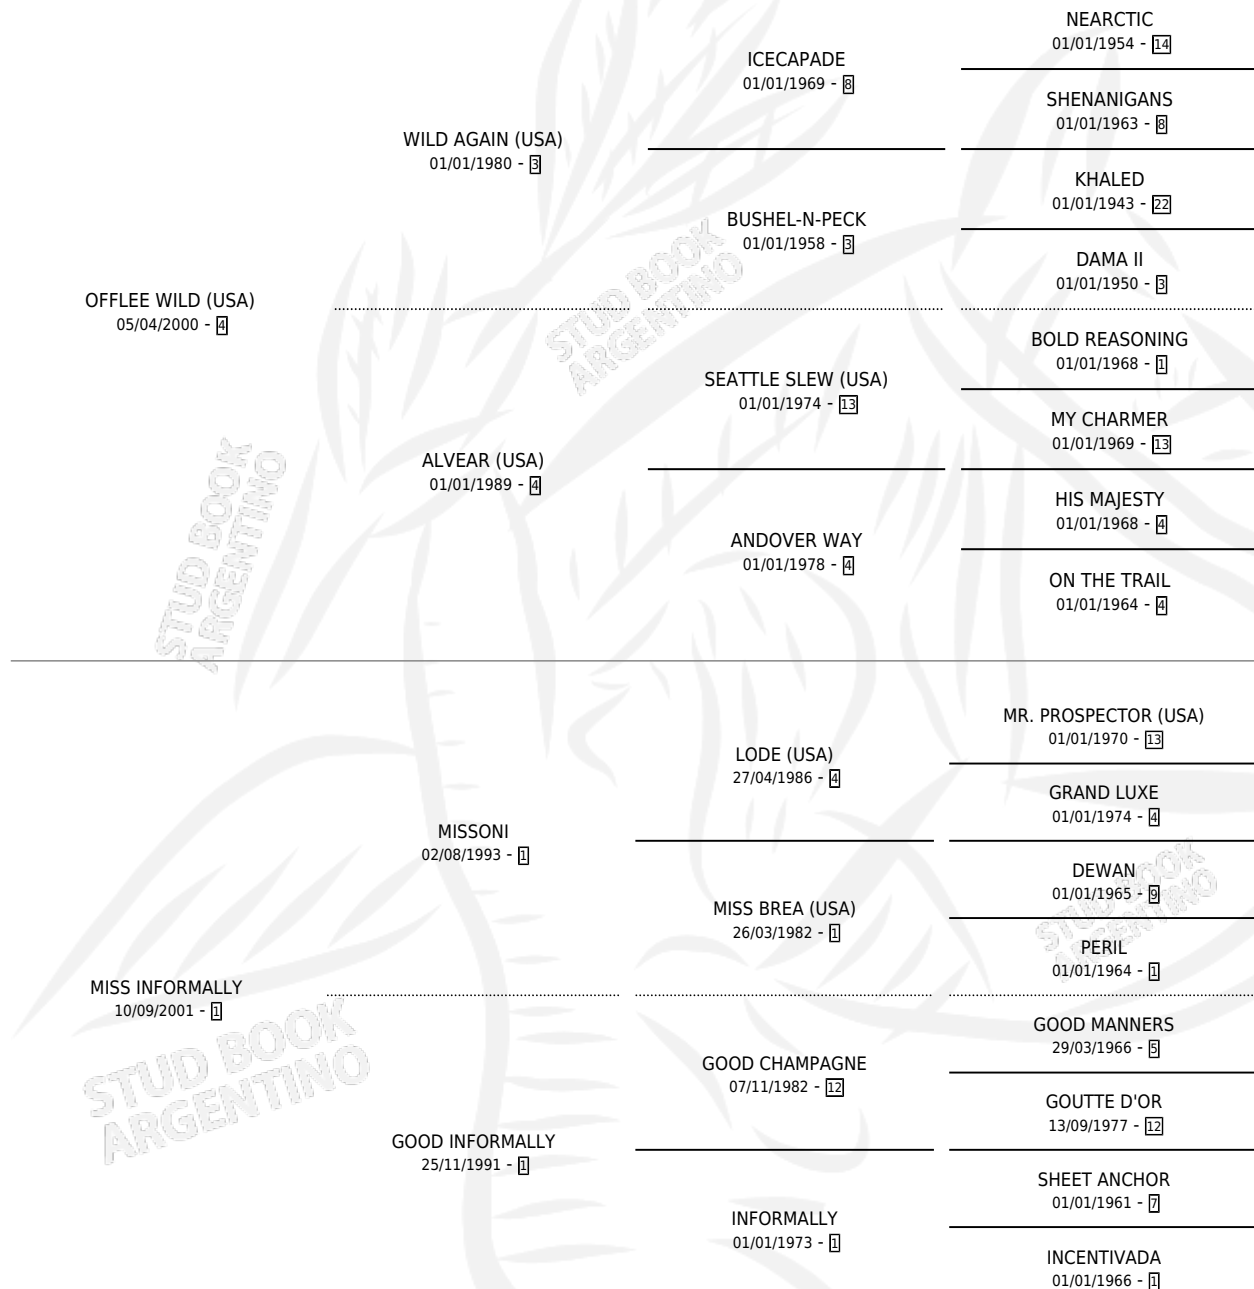 NEARCTIC
01/01/1954 - 14
ICECAPADE
01/01/1969 - 8
SHENANIGANS
01/01/1963 - 8
WILD AGAIN (USA)
01/01/1980 - 3
KHALED
01/01/1943 - 22
BUSHEL-N-PECK
01/01/1958 - 3
DAMA II
01/01/1950 - 3
OFFLEE WILD (USA)
05/04/2000 - 4
BOLD REASONING
01/01/1968 - 1
SEATTLE SLEW (USA)
01/01/1974 - 13
MY CHARMER
01/01/1969 - 13
ALVEAR (USA)
01/01/1989 - 4
HIS MAJESTY
01/01/1968 - 4
ANDOVER WAY
01/01/1978 - 4
ON THE TRAIL
01/01/1964 - 4
STUD BOOK
ARGENTINO
STUD BOOK
ARGENTINO
MR. PROSPECTOR (USA)
01/01/1970 - 13
LODE (USA)
27/04/1986 - 4
GRAND LUXE
01/01/1974 - 4
MISSONI
02/08/1993 - 1
DEWAN
01/01/1965 - 9
MISS BREA (USA)
26/03/1982 - 1
PERIL
01/01/1964 - 1
STUD BOOK
ARGENTINO
MISS INFORMALLY
10/09/2001 - 1
GOOD MANNERS
29/03/1966 - 5
GOOD CHAMPAGNE
07/11/1982 - 12
GOUTTE D'OR
13/09/1977 - 12
STUD BOOK
ARGENTINO
GOOD INFORMALLY
25/11/1991 - 1
SHEET ANCHOR
01/01/1961 - 7
INFORMALLY
01/01/1973 - 1
INCENTIVADA
01/01/1966 - 1